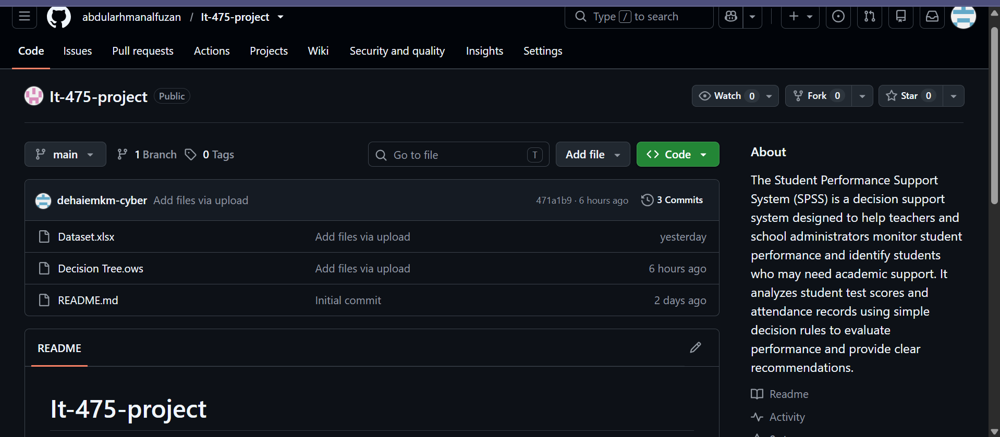 abdularhmanalfuzan / It-475-project
Type / to search
Code Issues Pull requests Actions Projects Wiki Security and quality Insights Settings
It-475-project Public
Watch 0 Fork 0 Star 0
main 1 Branch 0 Tags
Go to file T Add file Code
dehaiemkm-cyber Add files via upload 471a1b9 · 6 hours ago 3 Commits
Dataset.xlsx Add files via upload yesterday
Decision Tree.ows Add files via upload 6 hours ago
README.md Initial commit 2 days ago
README
It-475-project
About
The Student Performance Support
System (SPSS) is a decision support
system designed to help teachers and
school administrators monitor student
performance and identify students
who may need academic support. It
analyzes student test scores and
attendance records using simple
decision rules to evaluate
performance and provide clear
recommendations.
Readme
Activity